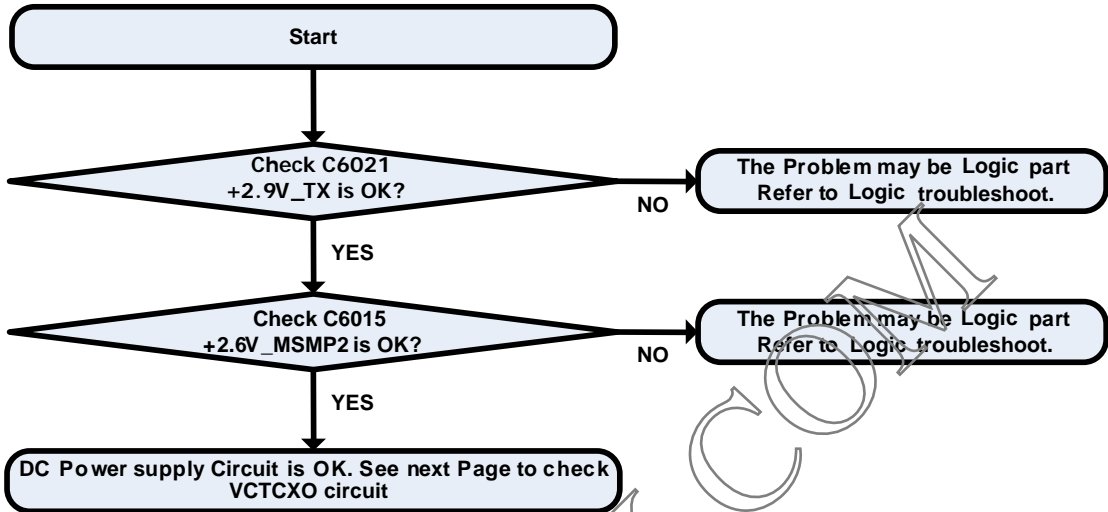 Start
Check C6021
+2.9V_TX is OK?
NO
The Problem may be Logic part
Refer to Logic troubleshoot.
YES
Check C6015
+2.6V_MSMP2 is OK?
NO
The Problem may be Logic part
Refer to Logic troubleshoot.
YES
DC Power supply Circuit is OK. See next Page to check
VCTCXO circuit
COM